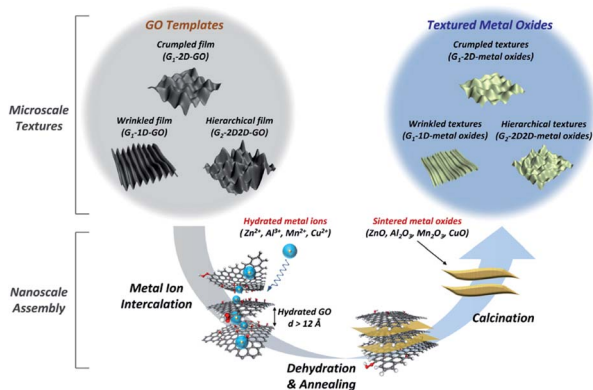 GO Templates
Textured Metal Oxides
Crumpled film
(G₁-2D-GO)
Crumpled textures
(G₁-2D-metal oxides)
Microscale
Textures
Wrinkled film
(G₁-1D-GO)
Hierarchical film
(G₂-2D2D-GO)
Wrinkled textures
(G₁-1D-metal oxides)
Hierarchical textures
(G₂-2D2D-metal oxides)
Hydrated metal ions
(Zn²⁺, Al³⁺, Mn²⁺, Cu²⁺)
Sintered metal oxides
(ZnO, Al₂O₃, Mn₂O₃, CuO)
Nanoscale
Assembly
Metal Ion
Intercalation
Hydrated GO
d > 12 Å
Calcination
Dehydration
& Annealing